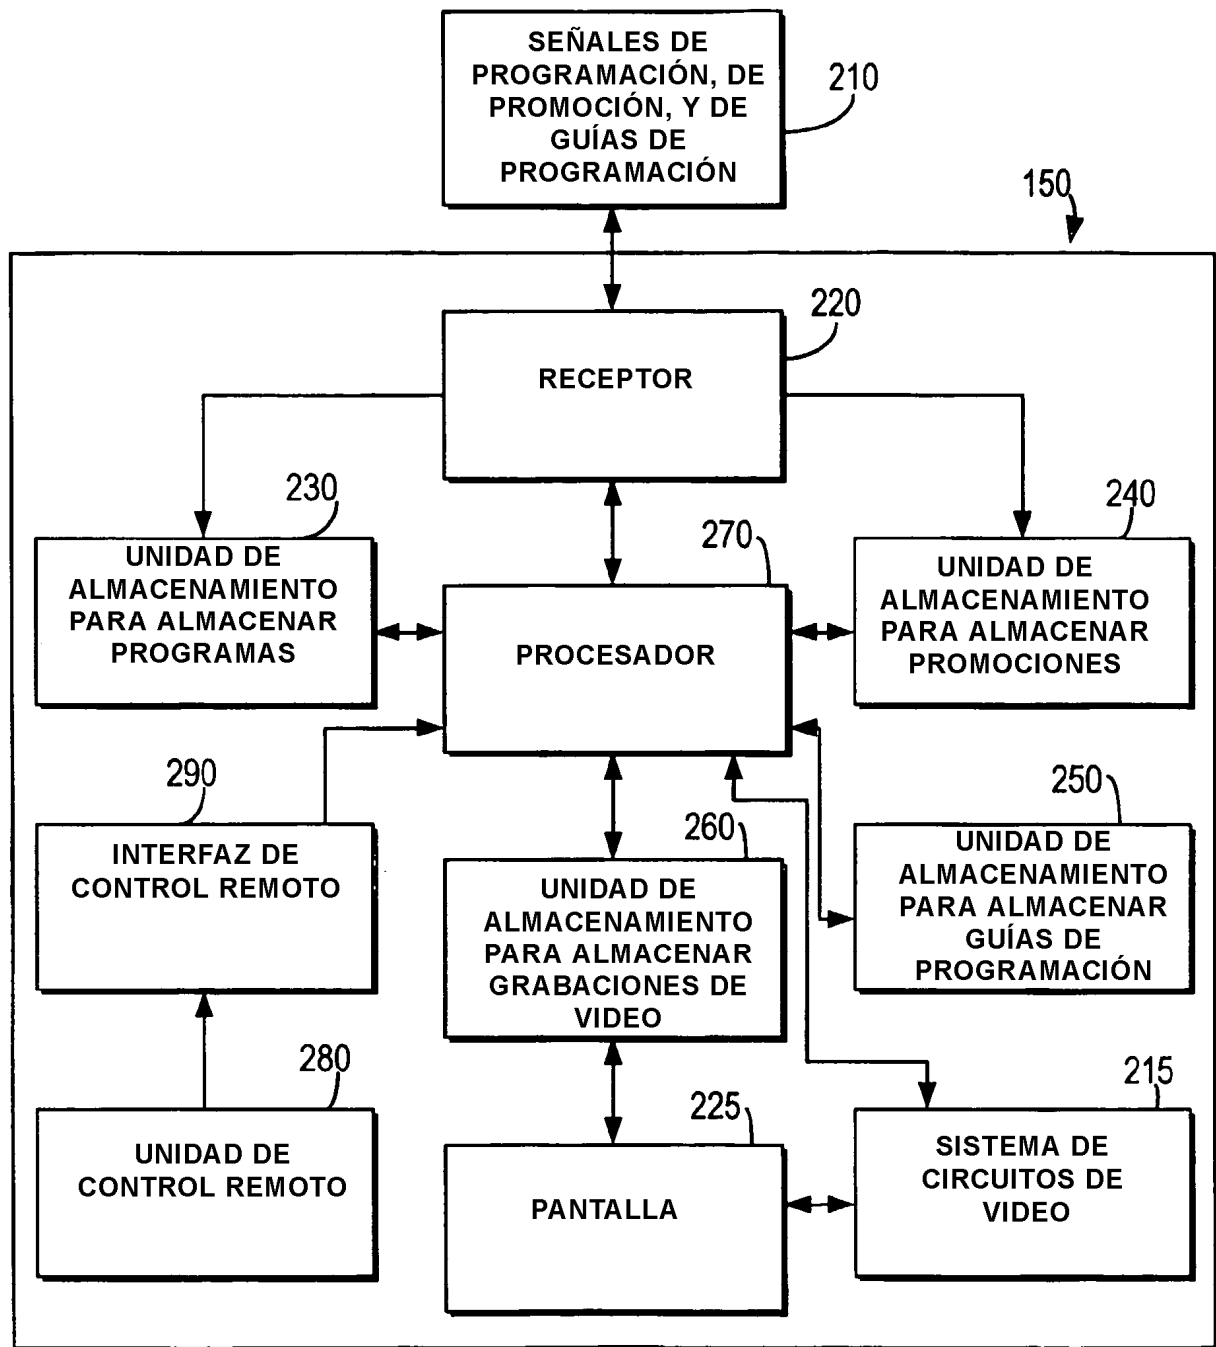 SEÑALES DE
PROGRAMACIÓN, DE
PROMOCIÓN, Y DE
GUÍAS DE
PROGRAMACIÓN
210
150
220
RECEPTOR
230
UNIDAD DE
ALMACENAMIENTO
PARA ALMACENAR
PROGRAMAS
270
PROCESADOR
240
UNIDAD DE
ALMACENAMIENTO
PARA ALMACENAR
PROMOCIONES
290
INTERFAZ DE
CONTROL REMOTO
260
UNIDAD DE
ALMACENAMIENTO
PARA ALMACENAR
GRABACIONES DE
VIDEO
250
UNIDAD DE
ALMACENAMIENTO
PARA ALMACENAR
GUÍAS DE
PROGRAMACIÓN
280
UNIDAD DE
CONTROL REMOTO
225
PANTALLA
215
SISTEMA DE
CIRCUITOS DE
VIDEO